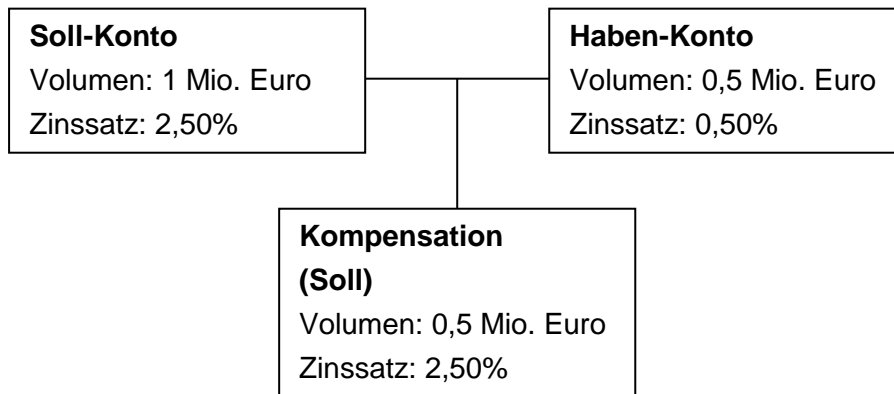 Soll-Konto
Volumen: 1 Mio. Euro
Zinssatz: 2,50%
Haben-Konto
Volumen: 0,5 Mio. Euro
Zinssatz: 0,50%
Kompensation
(Soll)
Volumen: 0,5 Mio. Euro
Zinssatz: 2,50%